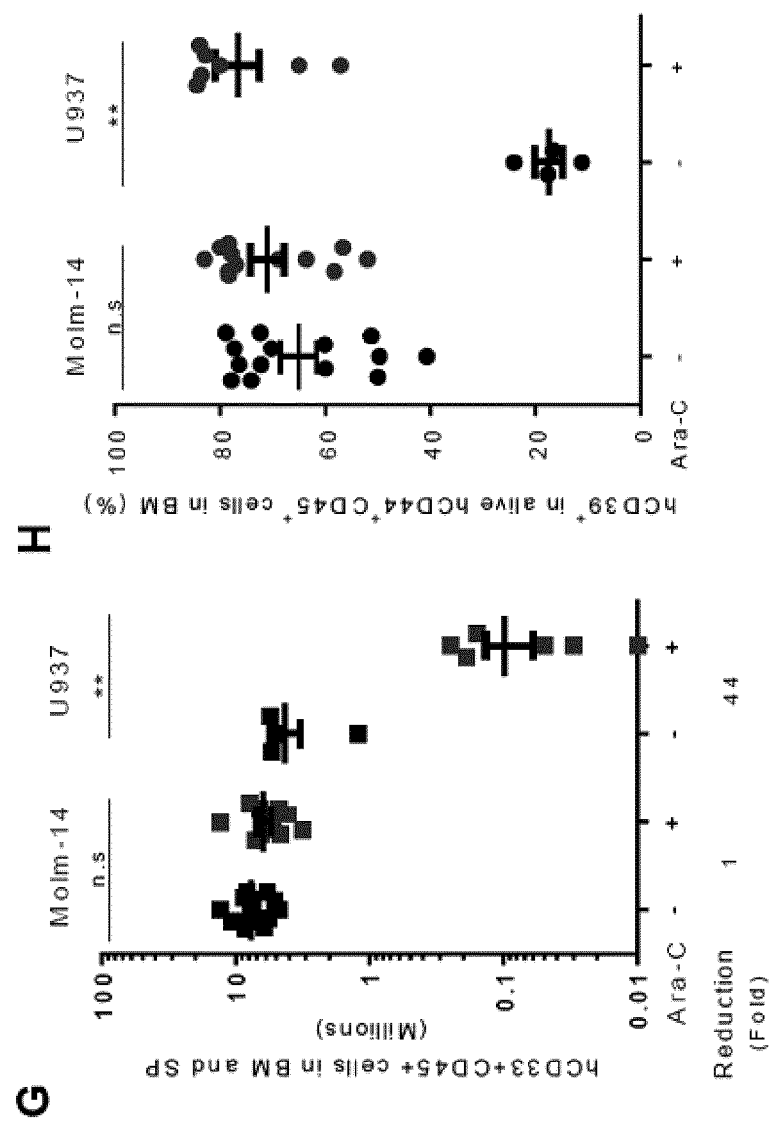 G
Molm-14
U937
n.s
**
100
10
1
0.1
0.01
hCD33+CD45+ cells in BM and SP
(Millions)
Ara-C - + - +
Reduction 1 44
(Fold)
H
Molm-14
U937
n.s
**
100
80
60
40
20
0
hCD39⁺ in alive hCD44⁺CD45⁺ cells in BM (%)
Ara-C - + - +